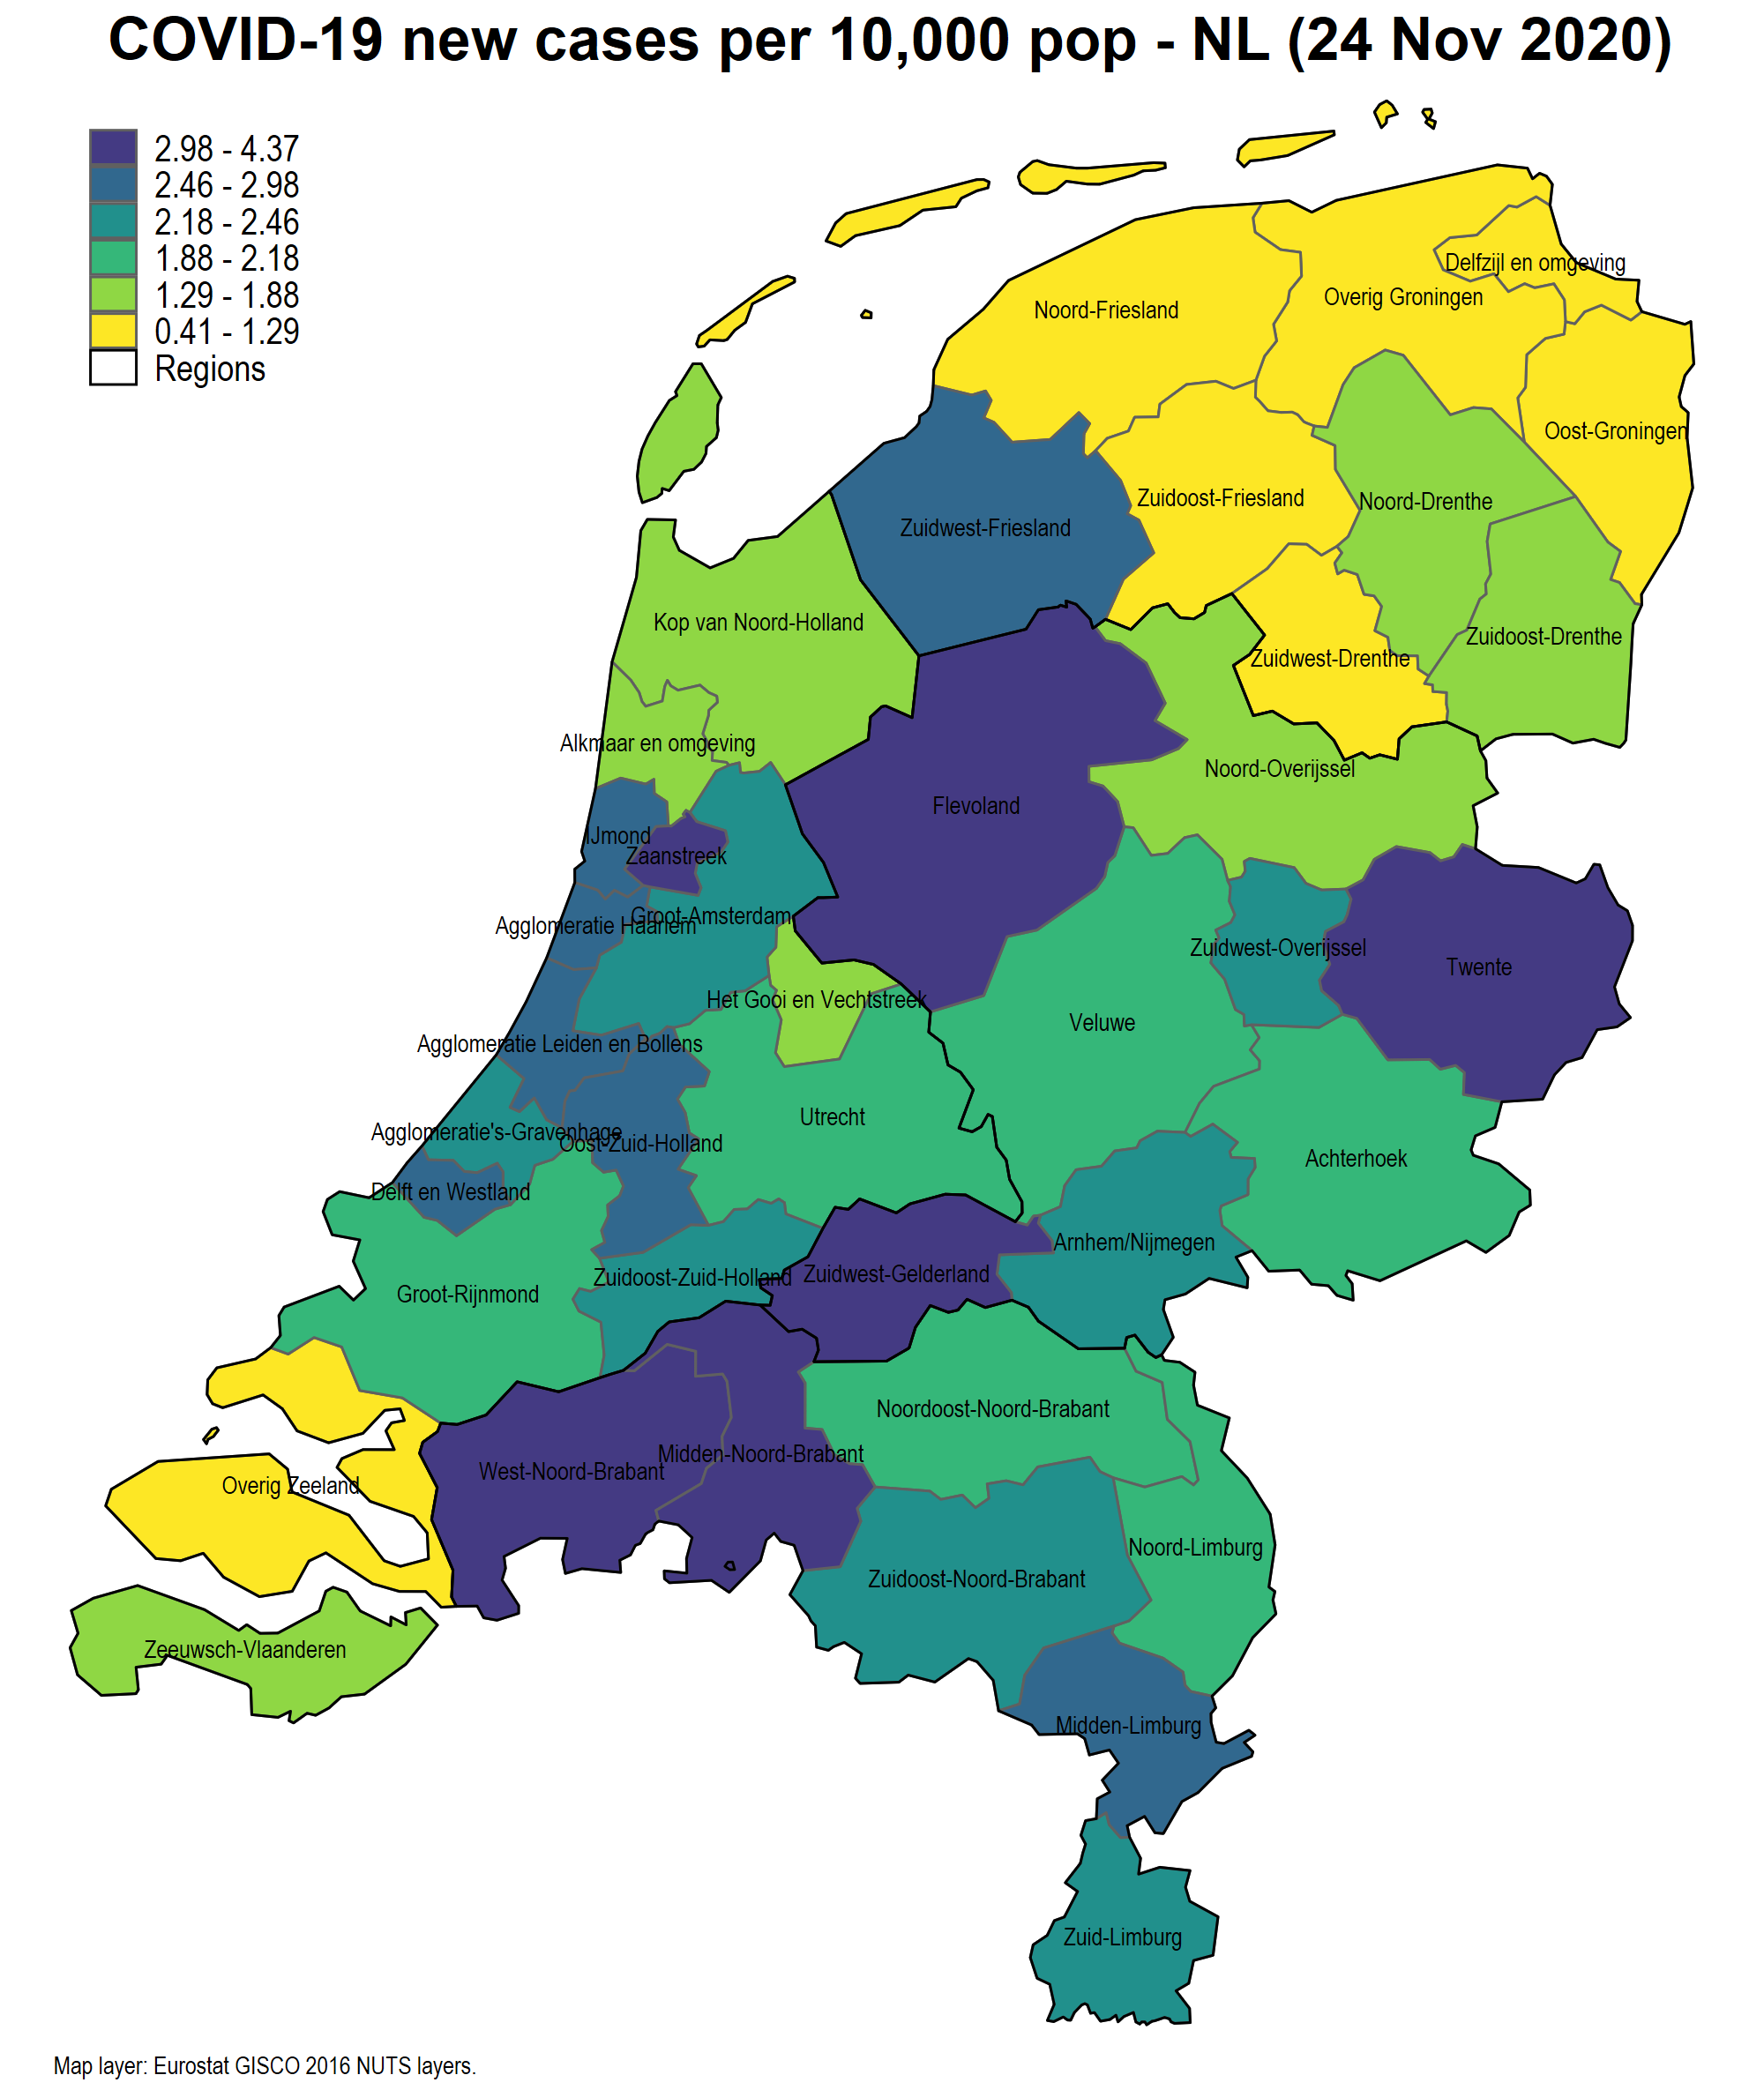 COVID-19 new cases per 10,000 pop - NL (24 Nov 2020)
2.98 - 4.37
2.46 - 2.98
2.18 - 2.46
1.88 - 2.18
1.29 - 1.88
0.41 - 1.29
Regions
Delfzijl en omgeving
Overig Groningen
Noord-Friesland
Oost-Groningen
Zuidoost-Friesland
Noord-Drenthe
Zuidwest-Friesland
Kop van Noord-Holland
Zuidoost-Drenthe
Zuidwest-Drenthe
Alkmaar en omgeving
Noord-Overijssel
Flevoland
IJmond
Zaanstreek
Groot-Amsterdam
Agglomeratie Haarlem
Zuidwest-Overijssel
Twente
Het Gooi en Vechtstreek
Veluwe
Agglomeratie Leiden en Bollens
Utrecht
Agglomeratie's-Gravenhage
Oost-Zuid-Holland
Achterhoek
Delft en Westland
Arnhem/Nijmegen
Zuidwest-Gelderland
Zuidoost-Zuid-Holland
Groot-Rijnmond
Noordoost-Noord-Brabant
Midden-Noord-Brabant
West-Noord-Brabant
Overig Zeeland
Noord-Limburg
Zuidoost-Noord-Brabant
Zeeuwsch-Vlaanderen
Midden-Limburg
Zuid-Limburg
Map layer: Eurostat GISCO 2016 NUTS layers.